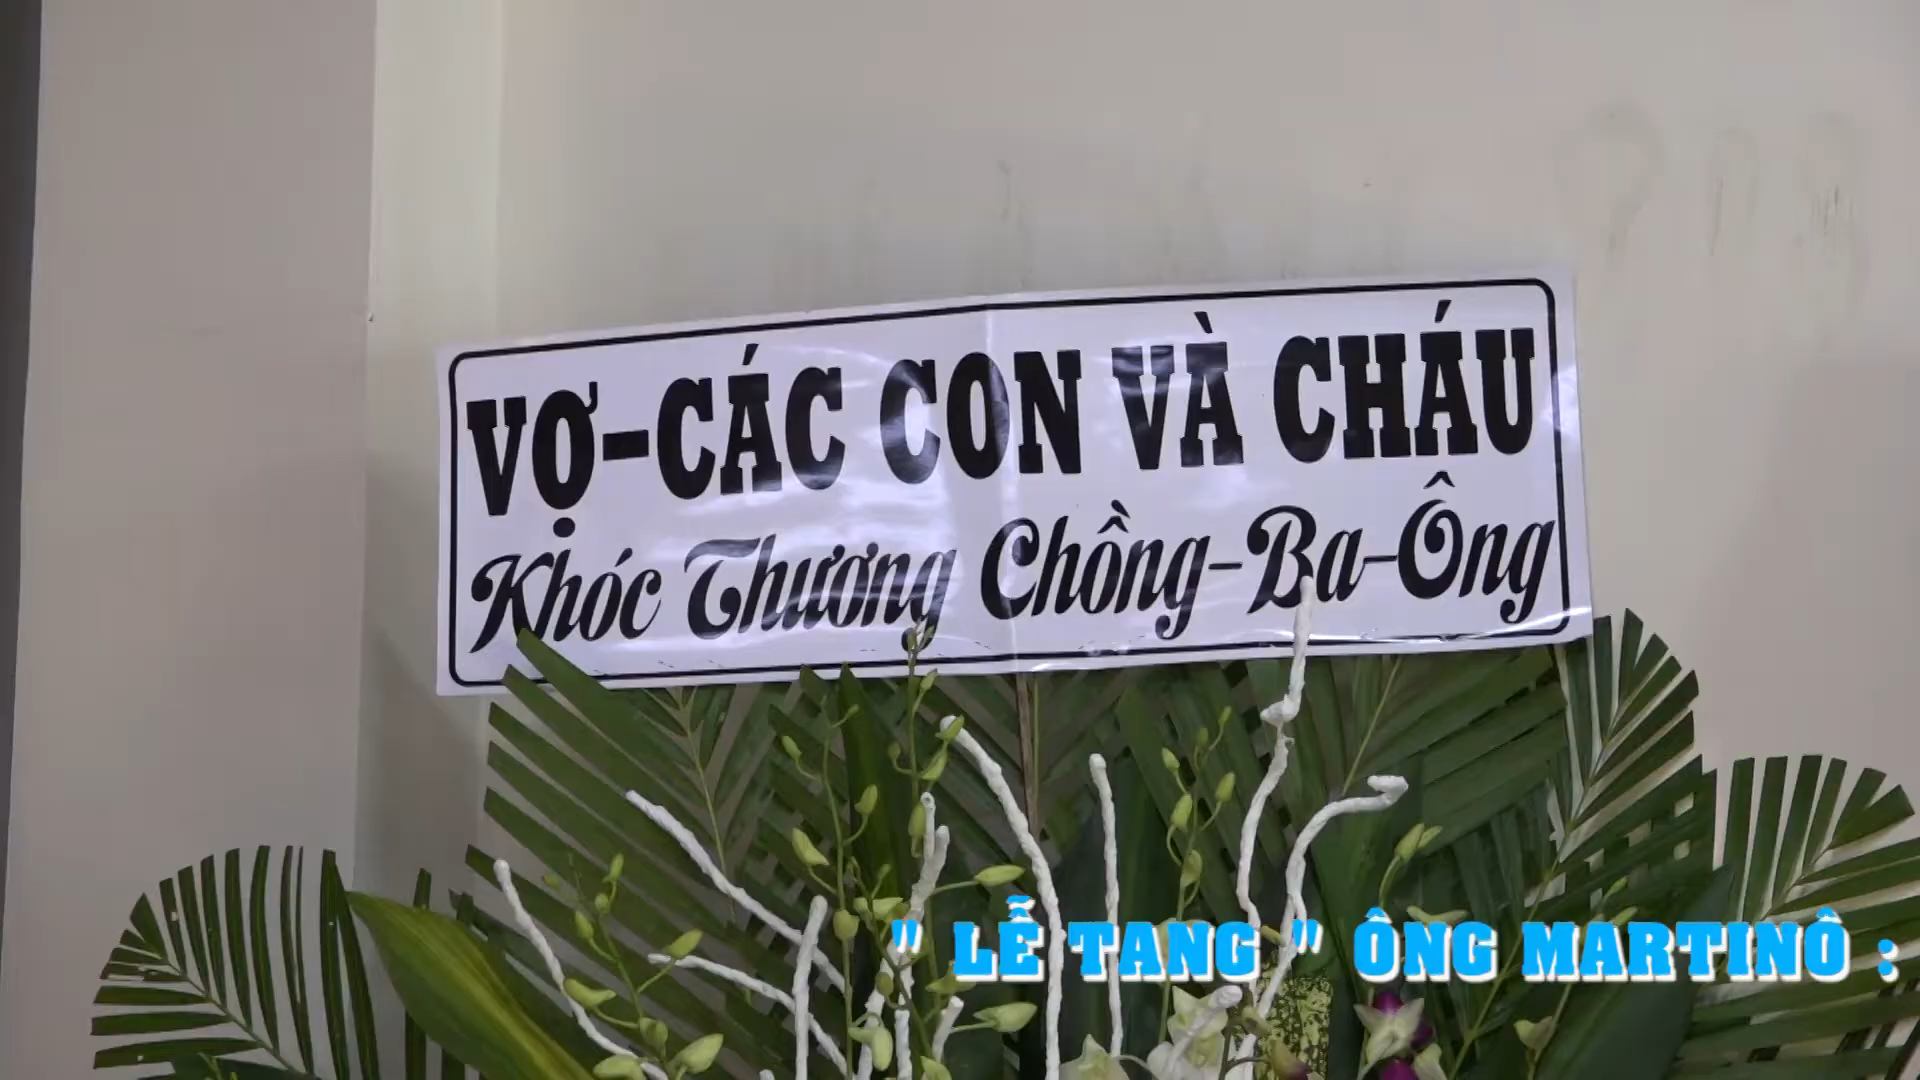 VỢ-CÁC CON VÀ CHÁU
Khóc Thương Chồng-Ba-Ông
" LỄ TANG " ÔNG MARTINÔ :